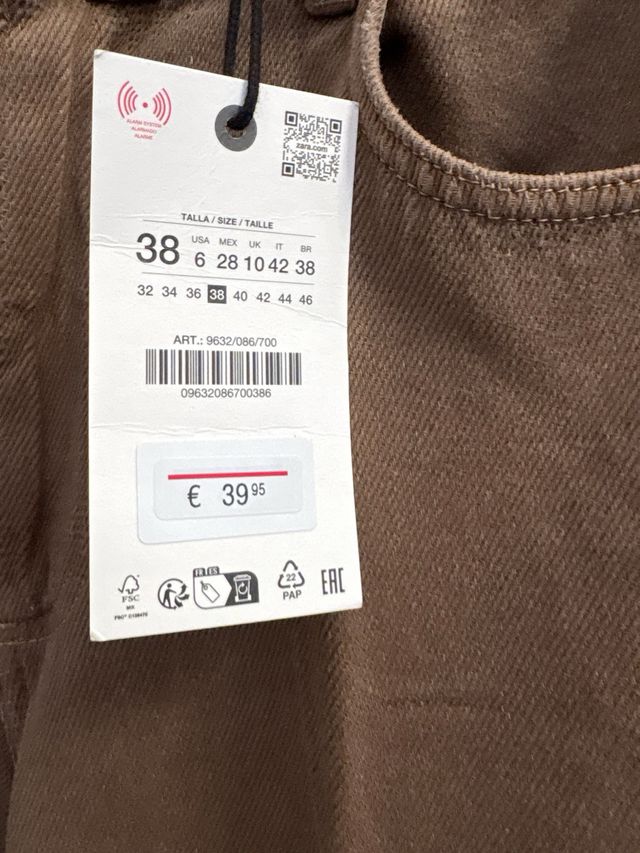 ALARM SYSTEM
ALARMADO
ALARME
zara.com
TALLA / SIZE / TAILLE
38 USA 6 MEX 28 UK 10 IT 42 BR 38
32 34 36 38 40 42 44 46
ART.: 9632/086/700
09632086700386
€ 39 95
FR ES
FSC
MIX
22
PAP
EAC